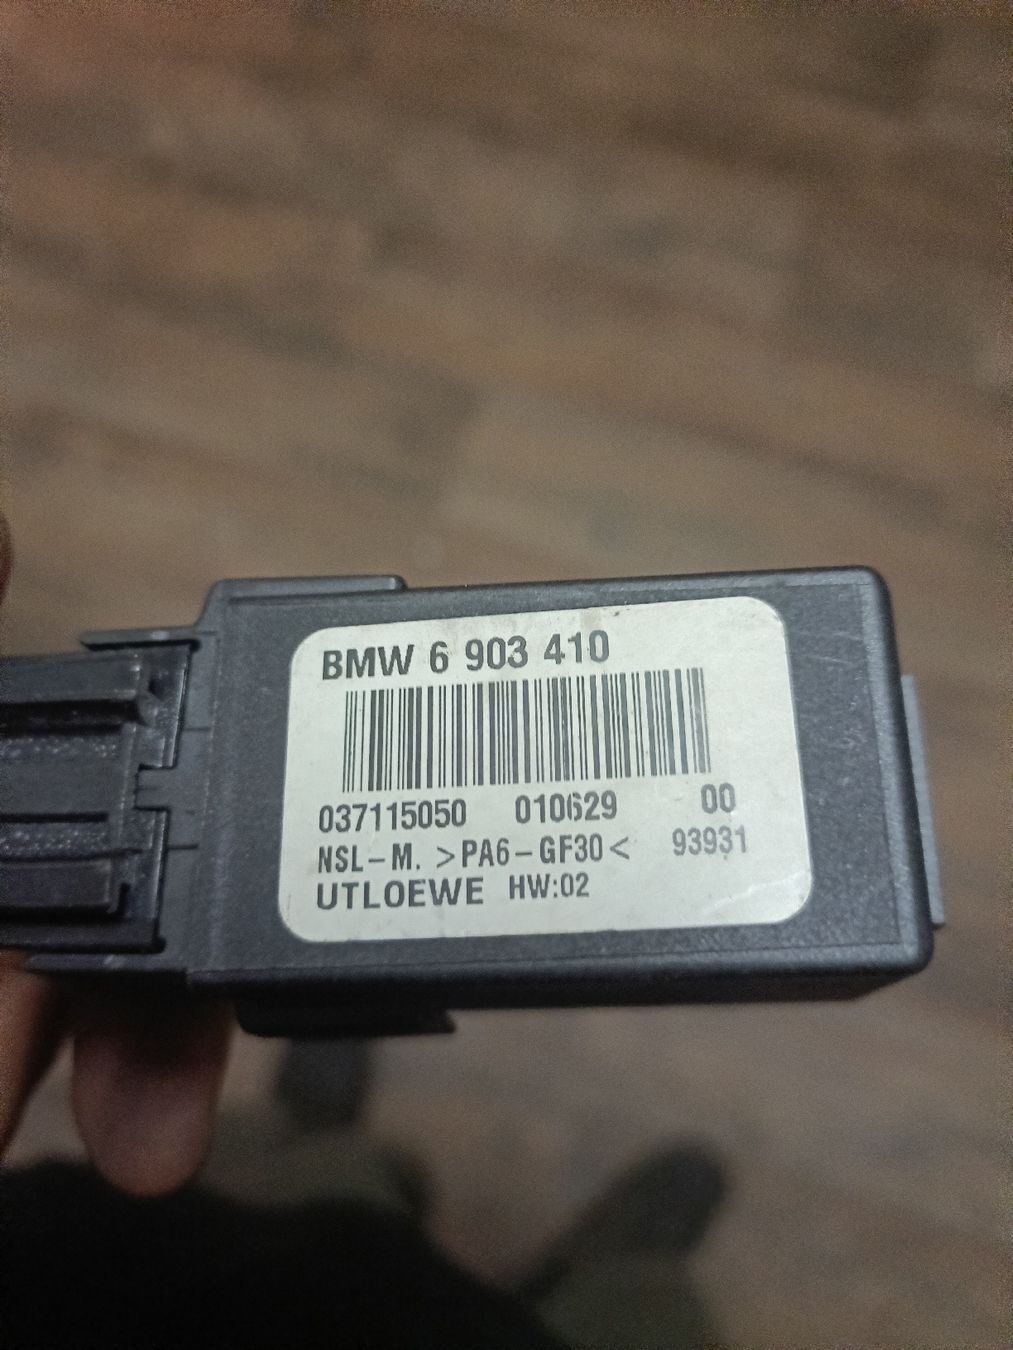 BMW 6 903 410
037115050 010629 00
NSL-M. >PA6-GF30< 93931
UTLOEWE HW:02